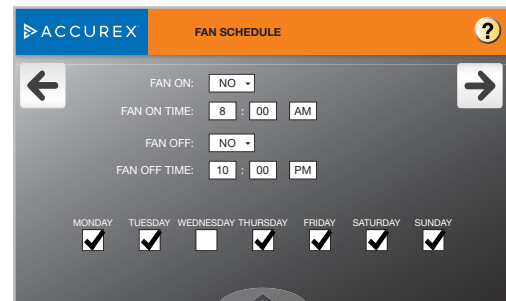 ACCUREX
FAN SCHEDULE
?
FAN ON: NO
FAN ON TIME: 8 : 00 AM
FAN OFF: NO
FAN OFF TIME: 10 : 00 PM
MONDAY TUESDAY WEDNESDAY THURSDAY FRIDAY SATURDAY SUNDAY